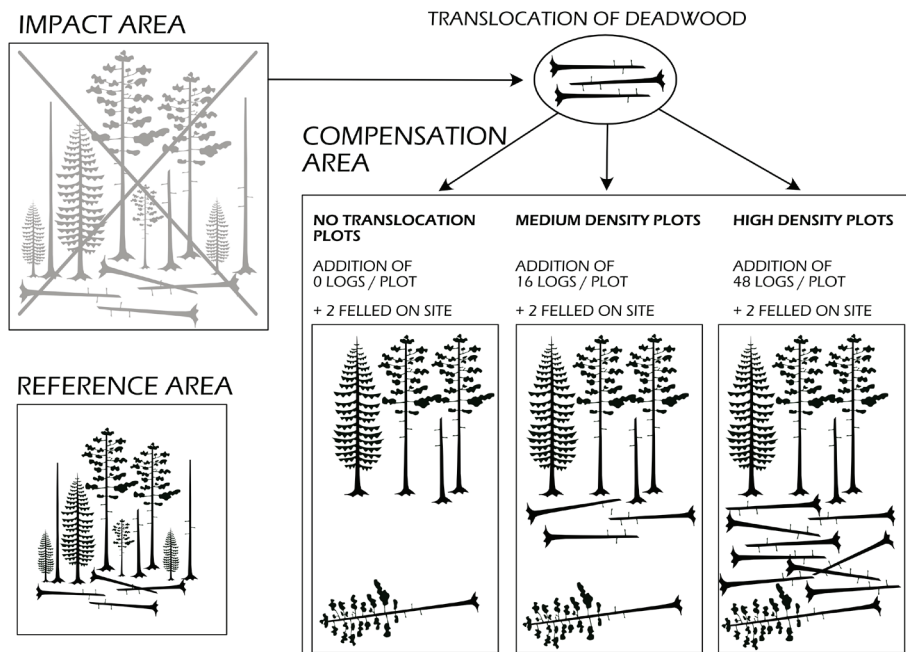 IMPACT AREA
TRANSLOCATION OF DEADWOOD
COMPENSATION
AREA
NO TRANSLOCATION
PLOTS
ADDITION OF
0 LOGS / PLOT
+ 2 FELLED ON SITE
MEDIUM DENSITY PLOTS
ADDITION OF
16 LOGS / PLOT
+ 2 FELLED ON SITE
HIGH DENSITY PLOTS
ADDITION OF
48 LOGS / PLOT
+ 2 FELLED ON SITE
REFERENCE AREA